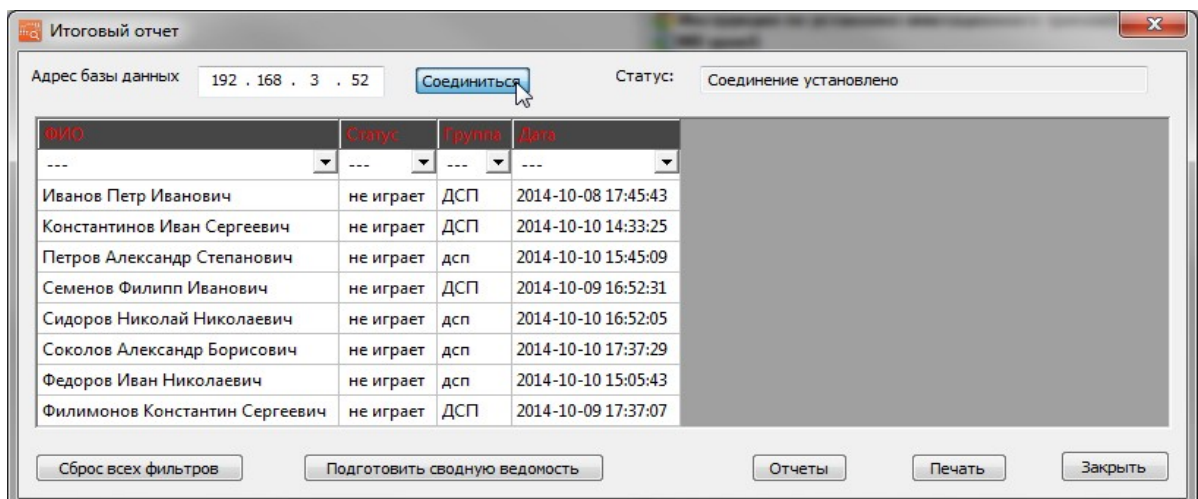 Итоговый отчет
Адрес базы данных 192 . 168 . 3 . 52 Соединиться Статус: Соединение установлено
ФИО Статус Группа Дата
--- --- --- ---
Иванов Петр Иванович не играет ДСП 2014-10-08 17:45:43
Константинов Иван Сергеевич не играет ДСП 2014-10-10 14:33:25
Петров Александр Степанович не играет дсп 2014-10-10 15:45:09
Семенов Филипп Иванович не играет ДСП 2014-10-09 16:52:31
Сидоров Николай Николаевич не играет дсп 2014-10-10 16:52:05
Соколов Александр Борисович не играет дсп 2014-10-10 17:37:29
Федоров Иван Николаевич не играет дсп 2014-10-10 15:05:43
Филимонов Константин Сергеевич не играет ДСП 2014-10-09 17:37:07
Сброс всех фильтров Подготовить сводную ведомость Отчеты Печать Закрыть